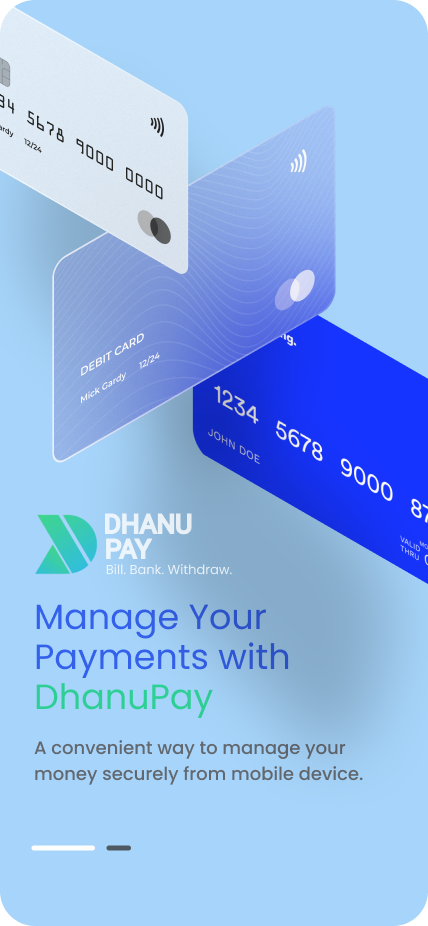 5678 9000 0000
12/24
DEBIT CARD
Mick Gardy 12/24
1234 5678 9000
JOHN DOE
VALID
THRU
DHANU
PAY
Bill. Bank. Withdraw.
Manage Your
Payments with
DhanuPay
A convenient way to manage your
money securely from mobile device.